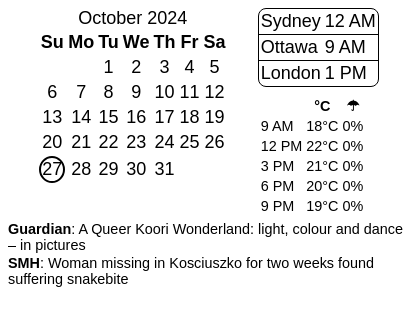 October 2024
Su Mo Tu We Th Fr Sa
1 2 3 4 5
6 7 8 9 10 11 12
13 14 15 16 17 18 19
20 21 22 23 24 25 26
27 28 29 30 31
Sydney 12 AM
Ottawa 9 AM
London 1 PM
°C ☂
9 AM 18°C 0%
12 PM 22°C 0%
3 PM 21°C 0%
6 PM 20°C 0%
9 PM 19°C 0%
Guardian: A Queer Koori Wonderland: light, colour and dance
– in pictures
SMH: Woman missing in Kosciuszko for two weeks found
suffering snakebite